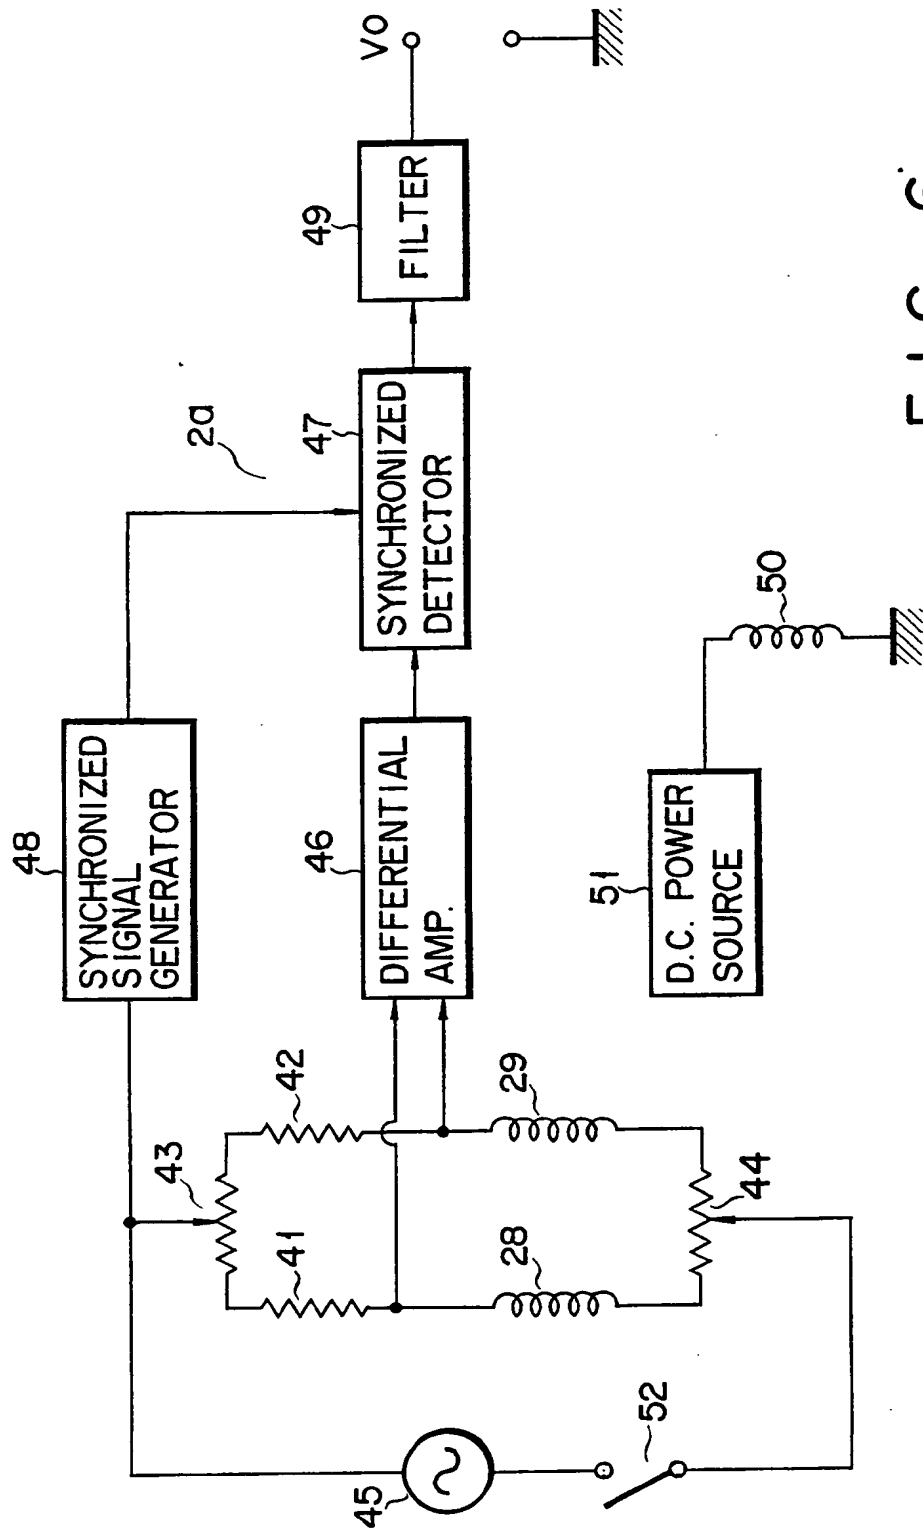 48
SYNCHRONIZED
SIGNAL
GENERATOR
2a
43
42
41
46
DIFFERENTIAL
AMP.
47
SYNCHRONIZED
DETECTOR
49
FILTER
VO
45
28
29
44
52
51
D.C. POWER
SOURCE
50